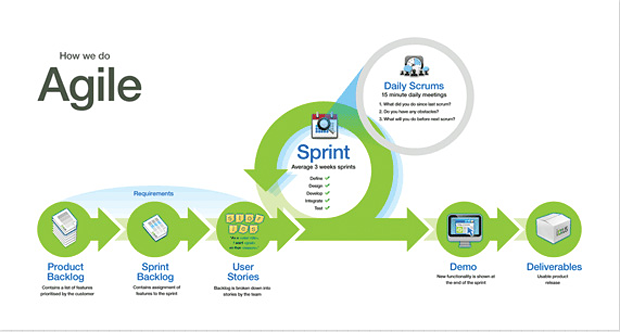 How we do
Agile
Daily Scrums
15 minute daily meetings
1. What did you do since last scrum?
2. Do you have any obstacles?
3. What will you do before next scrum?
Sprint
Average 3 weeks sprints
Define
Design
Develop
Integrate
Test
Requirements
Product
Backlog
Contains a list of features
prioritised by the customer
Sprint
Backlog
Contains assignment of
features to the sprint
User
Stories
Backlog is broken down into
stories by the team
Demo
New functionality is shown at
the end of the sprint
Deliverables
Usable product
release